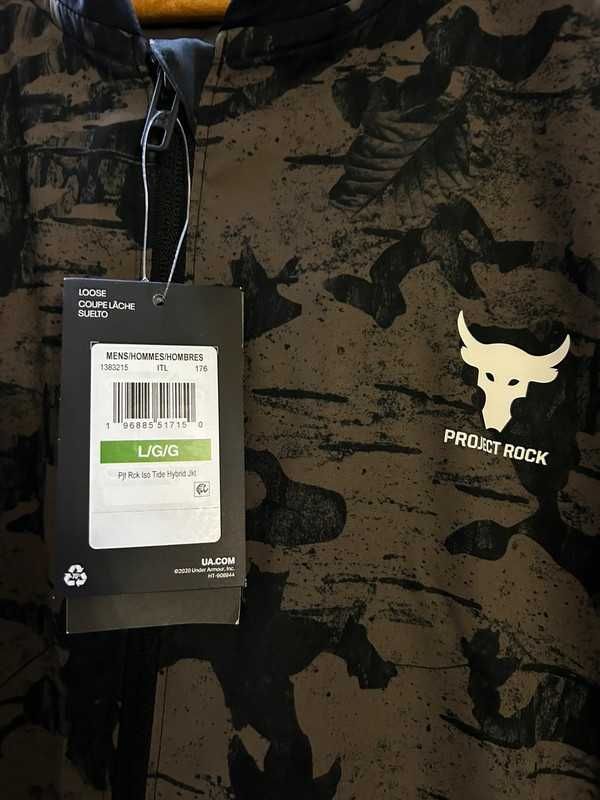 LOOSE
COUPE LÂCHE
SUELTO
MENS/HOMMES/HOMBRES
1383215 ITL 176
1 96885 51715 0
L/G/G
Pjt Rck Iso Tide Hybrid Jkt
UA.COM
©2020 Under Armour, Inc.
HT-908944
PROJECT ROCK